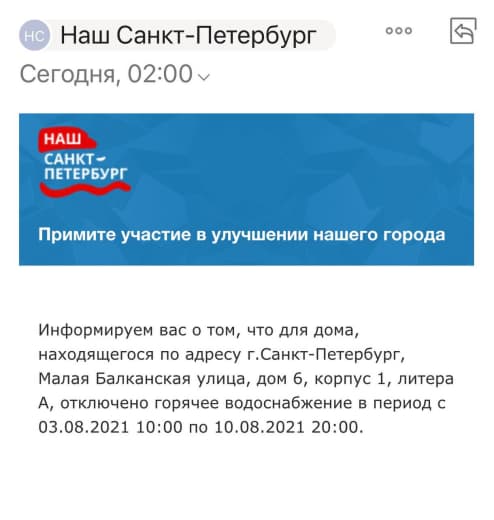 НС Наш Санкт-Петербург
Сегодня, 02:00
НАШ
САНКТ-
ПЕТЕРБУРГ
Примите участие в улучшении нашего города
Информируем вас о том, что для дома,
находящегося по адресу г.Санкт-Петербург,
Малая Балканская улица, дом 6, корпус 1, литера
А, отключено горячее водоснабжение в период с
03.08.2021 10:00 по 10.08.2021 20:00.